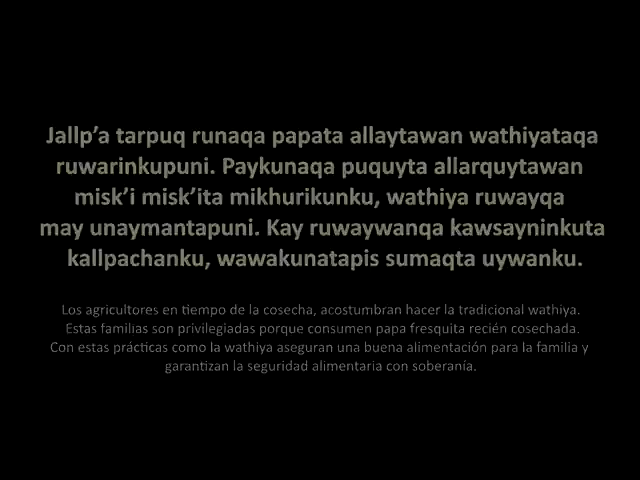 Jallp’a tarpuq runaqa papata allaytawan wathiyataqa
ruwarinkupuni. Paykunaqa puquyta allarquytawan
misk’i misk’ita mikhurikunku, wathiya ruwayqa
may unaymantapuni. Kay ruwaywanqa kawsayninkuta
kallpachanku, wawakunatapis sumaqta uywanku.
Los agricultores en tiempo de la cosecha, acostumbran hacer la tradicional wathiya.
Estas familias son privilegiadas porque consumen papa fresquita recién cosechada.
Con estas prácticas como la wathiya aseguran una buena alimentación para la familia y
garantizan la seguridad alimentaria con soberanía.